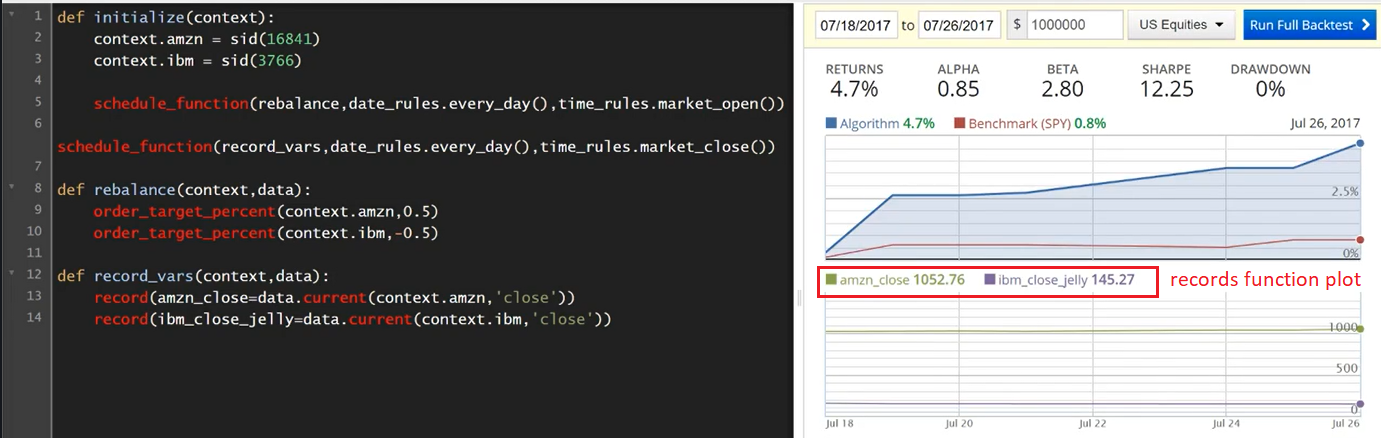 1 def initialize(context):
2 context.amzn = sid(16841)
3 context.ibm = sid(3766)
4
5 schedule_function(rebalance,date_rules.every_day(),time_rules.market_open())
6
schedule_function(record_vars,date_rules.every_day(),time_rules.market_close())
7
8 def rebalance(context,data):
9 order_target_percent(context.amzn,0.5)
10 order_target_percent(context.ibm,-0.5)
11
12 def record_vars(context,data):
13 record(amzn_close=data.current(context.amzn,'close'))
14 record(ibm_close_jelly=data.current(context.ibm,'close'))
07/18/2017 to 07/26/2017 $ 1000000 US Equities Run Full Backtest
RETURNS ALPHA BETA SHARPE DRAWDOWN
4.7% 0.85 2.80 12.25 0%
Algorithm 4.7% Benchmark (SPY) 0.8% Jul 26, 2017
2.5%
0%
amzn_close 1052.76 ibm_close_jelly 145.27 records function plot
1000
500
0
Jul 18 Jul 20 Jul 22 Jul 24 Jul 26